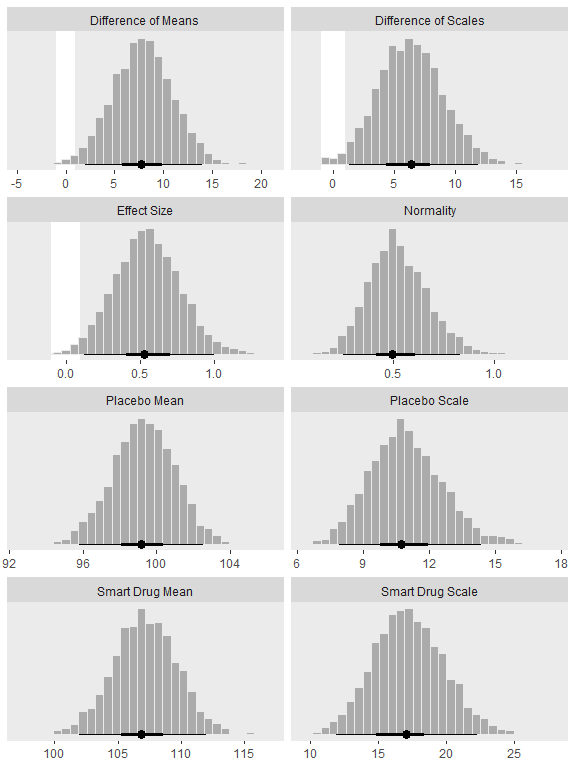 Difference of Means
Difference of Scales
-5 0 5 10 15 20
0 5 10 15
Effect Size
Normality
0.0 0.5 1.0
0.5 1.0
Placebo Mean
Placebo Scale
92 96 100 104
6 9 12 15 18
Smart Drug Mean
Smart Drug Scale
100 105 110 115
10 15 20 25